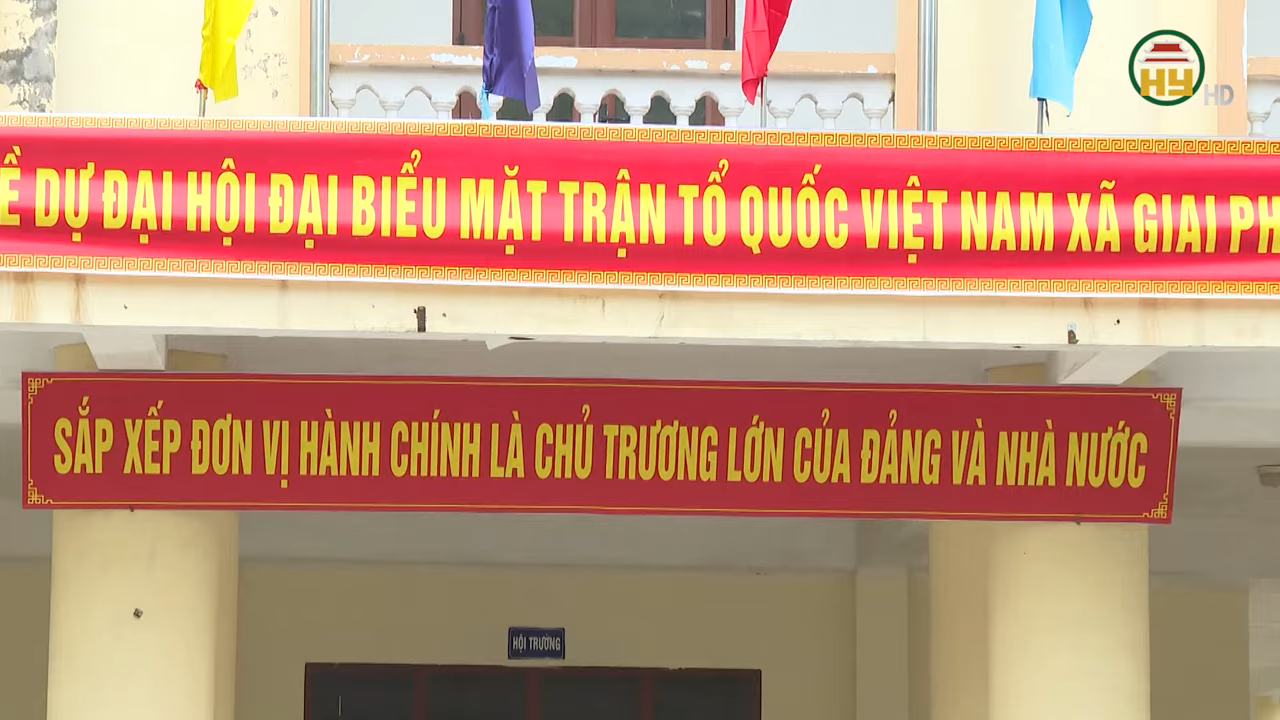 HY HD
DỰ ĐẠI HỘI ĐẠI BIỂU MẶT TRẬN TỔ QUỐC VIỆT NAM XÃ GIAI
SẮP XẾP ĐƠN VỊ HÀNH CHÍNH LÀ CHỦ TRƯƠNG LỚN CỦA ĐẢNG VÀ NHÀ NƯỚC
HỘI TRƯỜNG